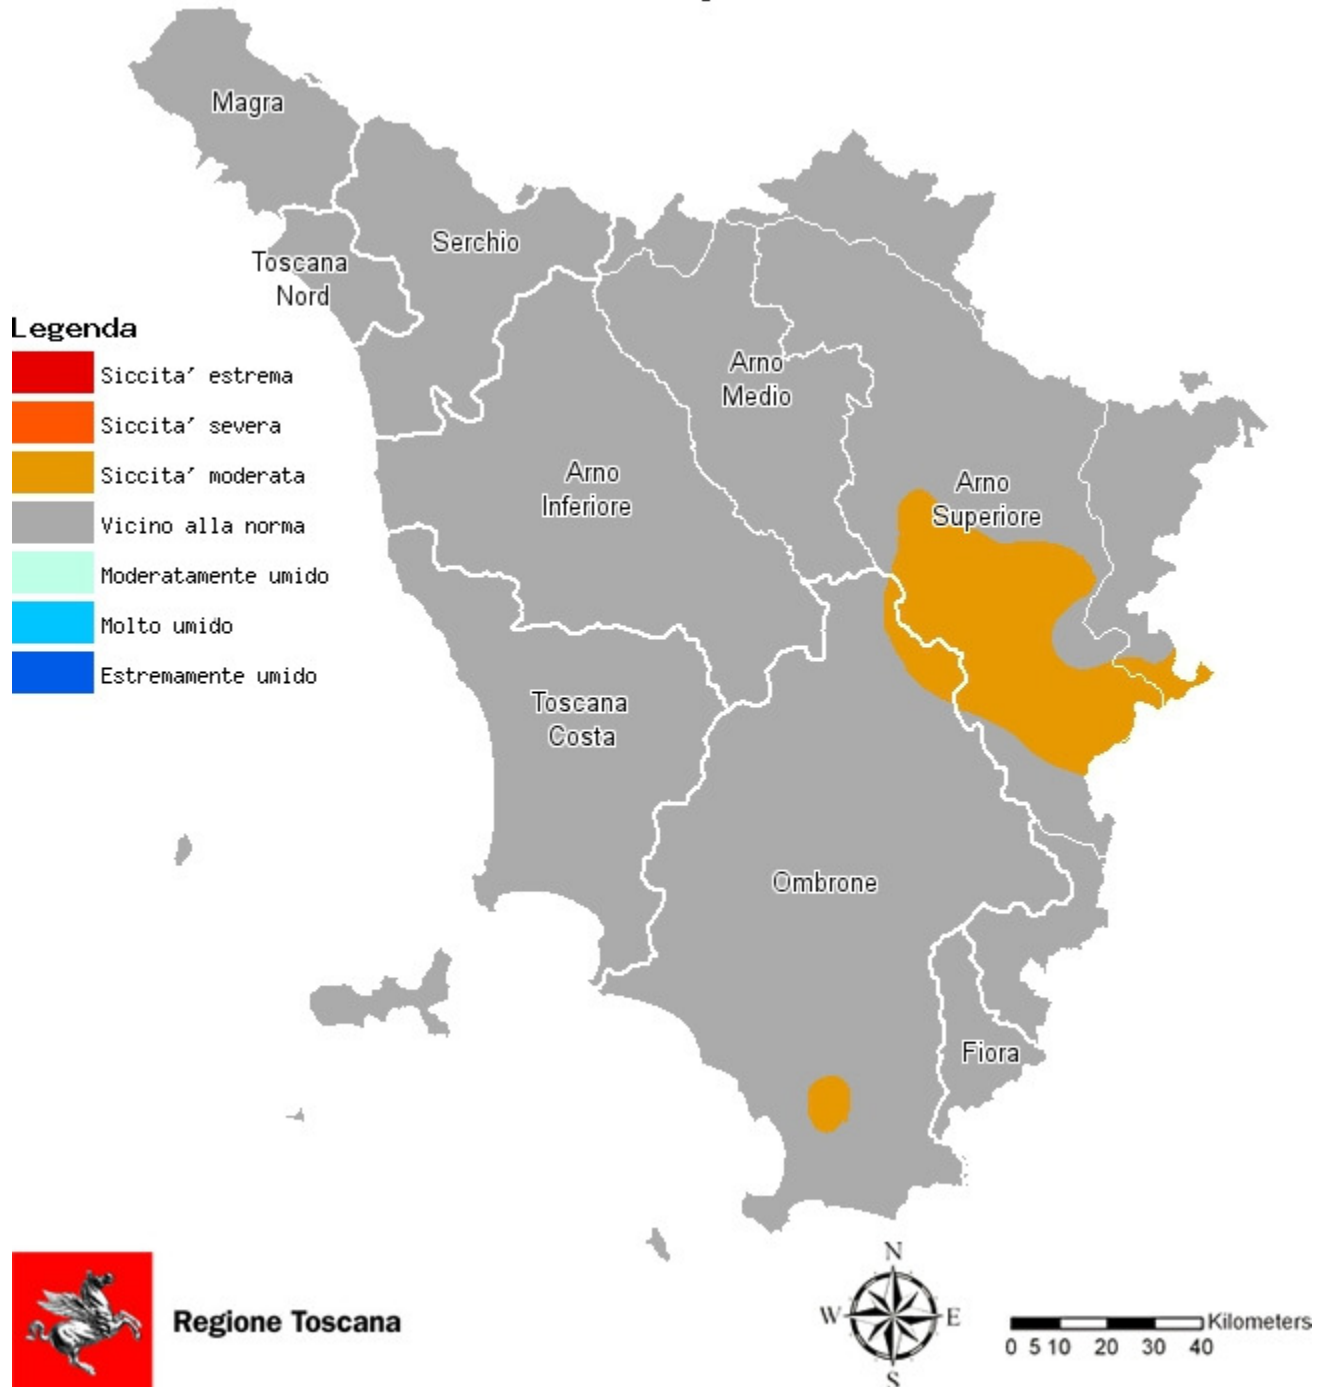 Magra
Serchio
Toscana
Nord
Legenda
Siccita' estrema
Siccita' severa
Siccita' moderata
Vicino alla norma
Moderatamente umido
Molto umido
Estremamente umido
Arno
Medio
Arno
Inferiore
Arno
Superiore
Toscana
Costa
Ombrone
Fiora
Regione Toscana
N
W E
S
Kilometers
0 5 10 20 30 40